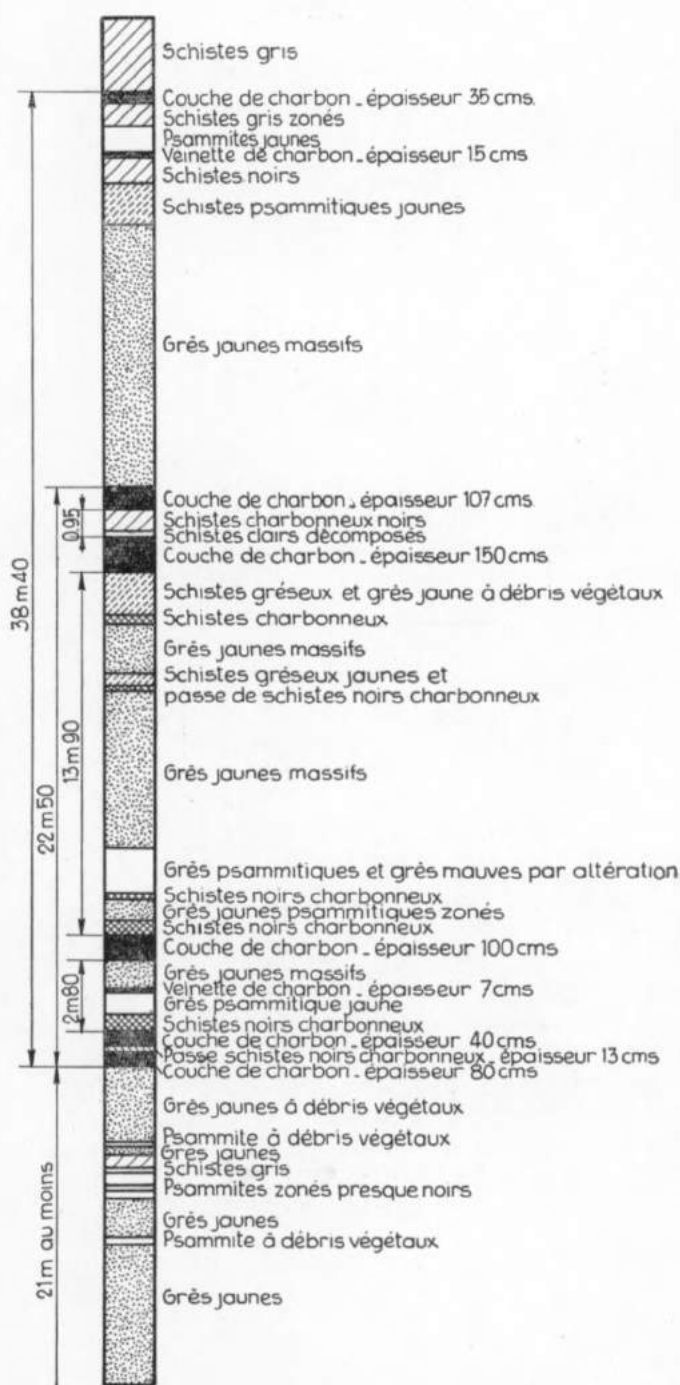 Schistes gris
Couche de charbon - épaisseur 35 cms.
Schistes gris zonés
Psammites jaunes
Veinette de charbon - épaisseur 15 cms
Schistes noirs
Schistes psammitiques jaunes
Grès jaunes massifs
Couche de charbon - épaisseur 107 cms
Schistes charbonneux noirs
Schistes clairs décomposés
Couche de charbon - épaisseur 150 cms
Schistes gréseux et grès jaune à débris végétaux
Schistes charbonneux
Grès jaunes massifs
Schistes gréseux jaunes et
passe de schistes noirs charbonneux
Grès jaunes massifs
Grès psammitiques et grès mauves par altération
Schistes noirs charbonneux
Grès jaunes psammitiques zonés
Schistes noirs charbonneux
Couche de charbon - épaisseur 100 cms
Grès jaunes massifs
Veinette de charbon - épaisseur 7 cms
Grès psammitique jaune
Schistes noirs charbonneux
Couche de charbon - épaisseur 40 cms
Passe schistes noirs charbonneux - épaisseur 13 cms
Couche de charbon - épaisseur 80 cms
Grès jaunes à débris végétaux
Psammite à débris végétaux
Grès jaunes
Schistes gris
Psammites zonés presque noirs
Grès jaunes
Psammite à débris végétaux
Grès jaunes
38 m 40
22 m 50
0.95
13 m 90
2 m 80
21 m au moins